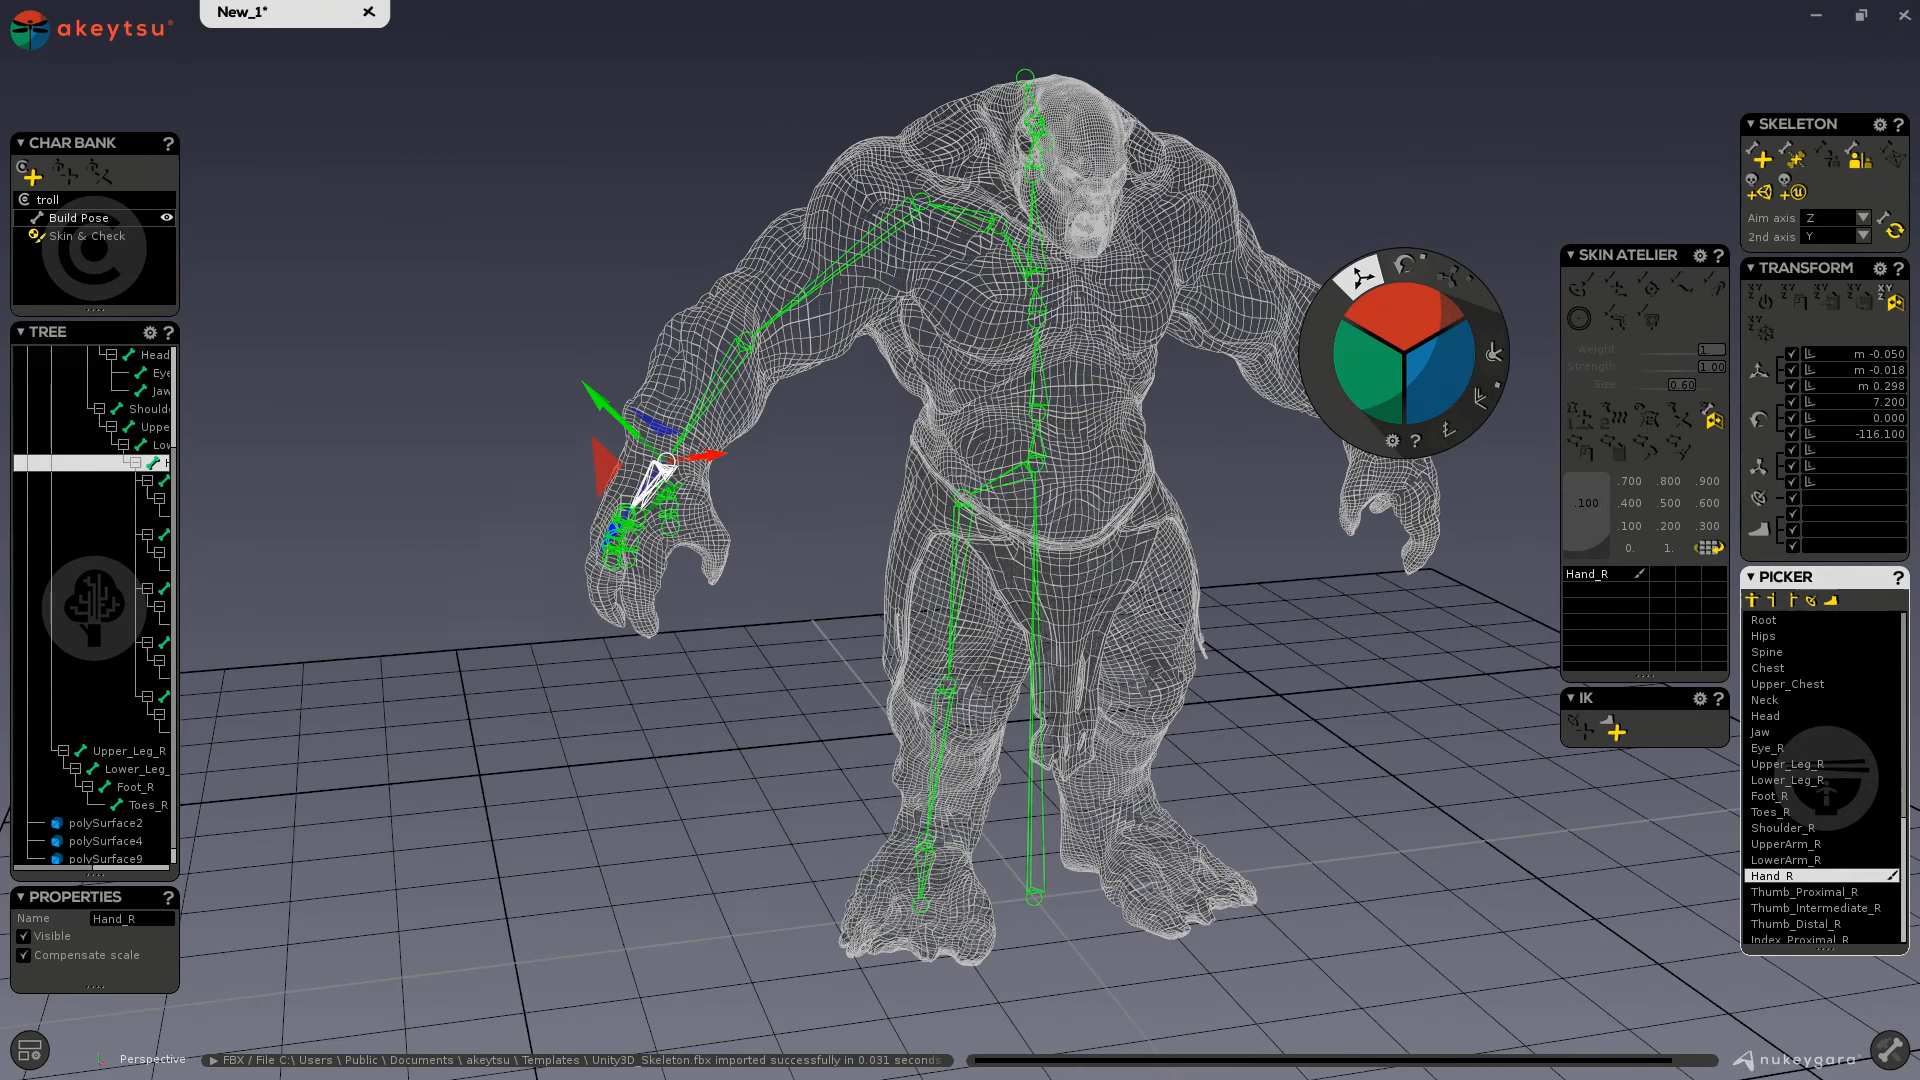 akeytsu
New_1*
CHAR BANK ?
troll
Build Pose
Skin & Check
TREE ?
Head
Eye
Jaw
Should
Uppe
Lo
Upper_Leg_R
Lower_Leg_
Foot_R
Toes_R
polySurface2
polySurface4
polySurface9
PROPERTIES ?
Name Hand_R
Visible
Compensate scale
Perspective
FBX / File C:\ Users \ Public \ Documents \ akeytsu \ Templates \ Unity3D_Skeleton.fbx imported successfully in 0.031 seconds
?
SKIN ATELIER ?
Weight 1.
Strength 1.00
Size 0.60
.100
.700 .800 .900
.400 .500 .600
.100 .200 .300
0. 1.
Hand_R
IK ?
SKELETON ?
Aim axis Z
2nd axis Y
TRANSFORM ?
m -0.050
m -0.018
m 0.298
7.200
0.000
-116.100
PICKER ?
Root
Hips
Spine
Chest
Upper_Chest
Neck
Head
Jaw
Eye_R
Upper_Leg_R
Lower_Leg_R
Foot_R
Toes_R
Shoulder_R
UpperArm_R
LowerArm_R
Hand_R
Thumb_Proximal_R
Thumb_Intermediate_R
Thumb_Distal_R
Index_Proximal_R
nukeygara